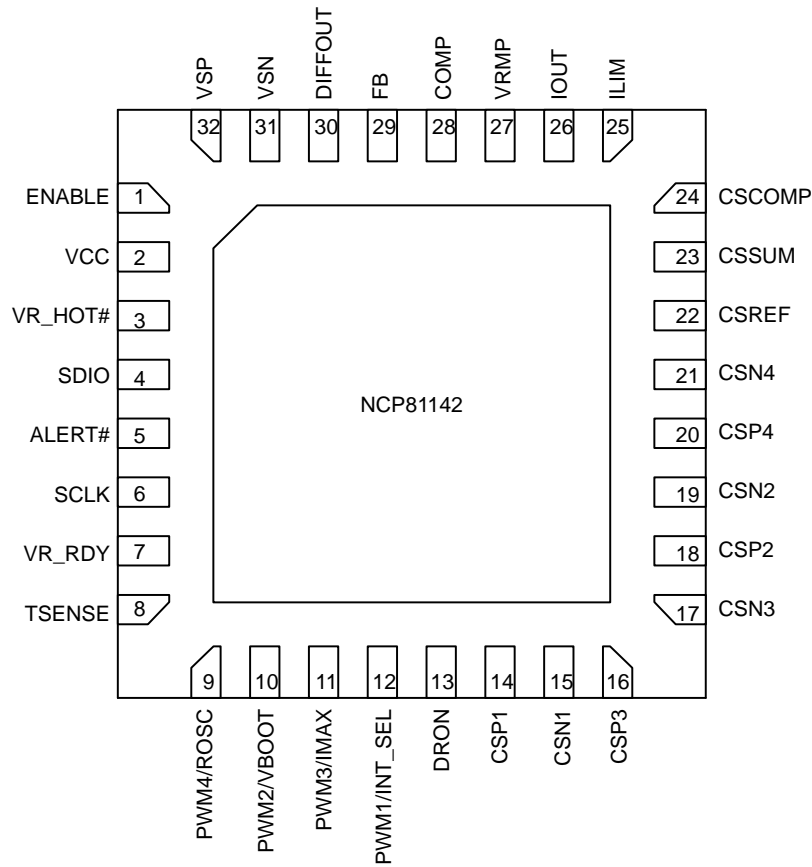 VSP
VSN
DIFFOUT
FB
COMP
VRMP
IOUT
ILIM
32
31
30
29
28
27
26
25
ENABLE 1
24 CSCOMP
VCC 2
23 CSSUM
VR_HOT# 3
22 CSREF
SDIO 4
21 CSN4
NCP81142
ALERT# 5
20 CSP4
SCLK 6
19 CSN2
VR_RDY 7
18 CSP2
TSENSE 8
17 CSN3
9
10
11
12
13
14
15
16
PWM4/ROSC
PWM2/VBOOT
PWM3/IMAX
PWM1/INT_SEL
DRON
CSP1
CSN1
CSP3